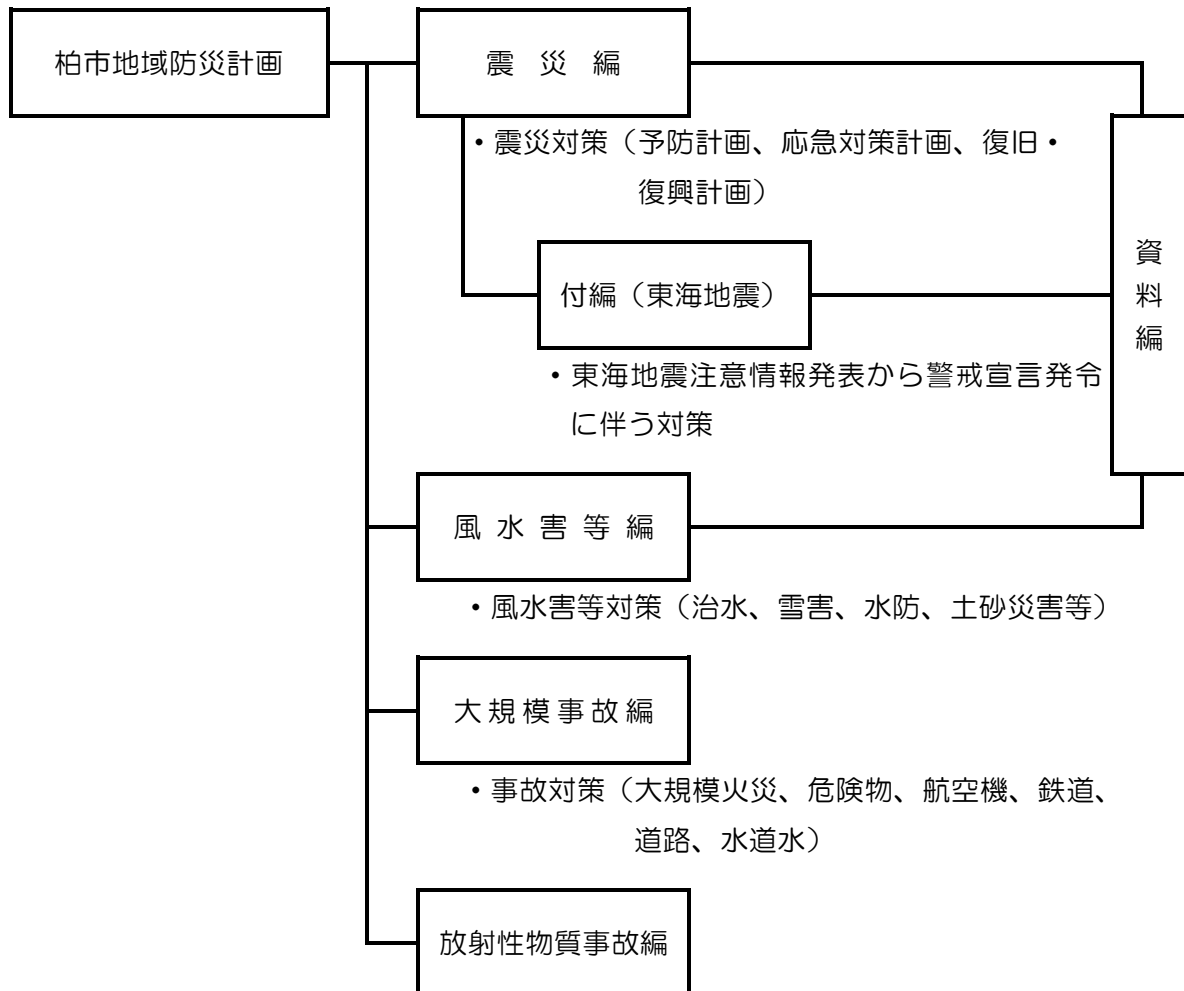 柏市地域防災計画
震災編
・震災対策（予防計画、応急対策計画、復旧・
復興計画）
付編（東海地震）
・東海地震注意情報発表から警戒宣言発令
に伴う対策
資料編
風水害等編
・風水害等対策（治水、雪害、水防、土砂災害等）
大規模事故編
・事故対策（大規模火災、危険物、航空機、鉄道、
道路、水道水）
放射性物質事故編